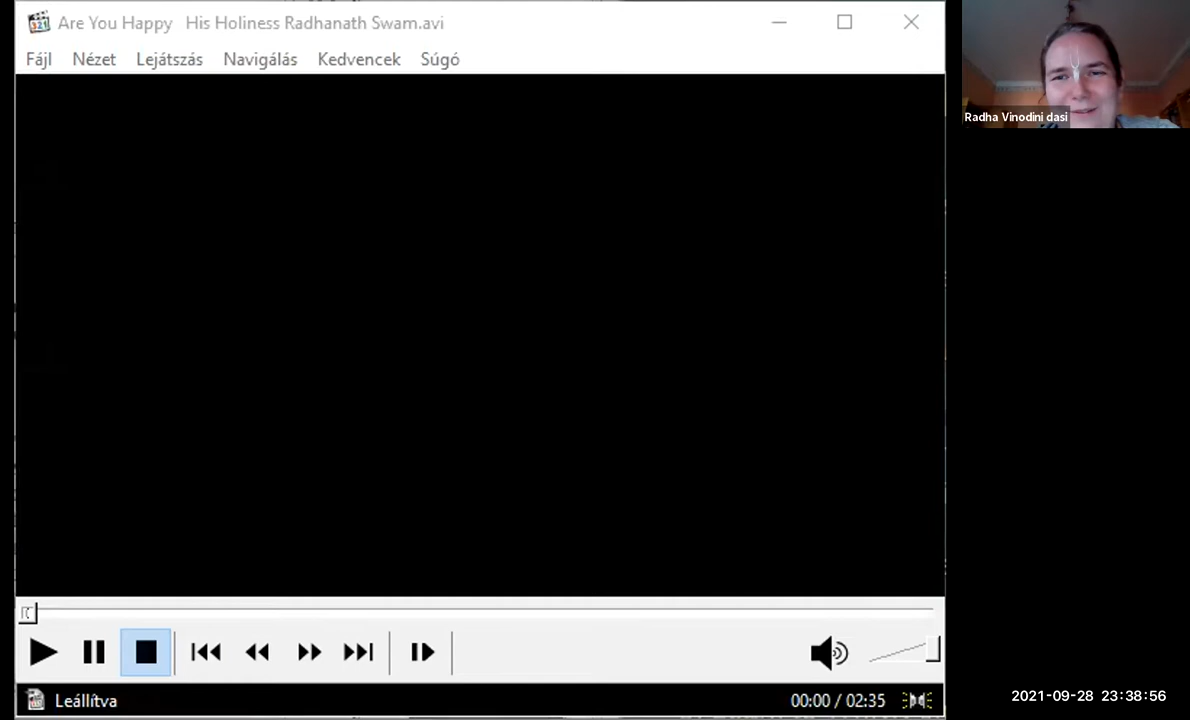 Are You Happy   His Holiness Radhanath Swam.avi
Fájl Nézet Lejátszás Navigálás Kedvencek Súgó
Radha Vinodini dasi
Leállítva
00:00 / 02:35
2021-09-28 23:38:56